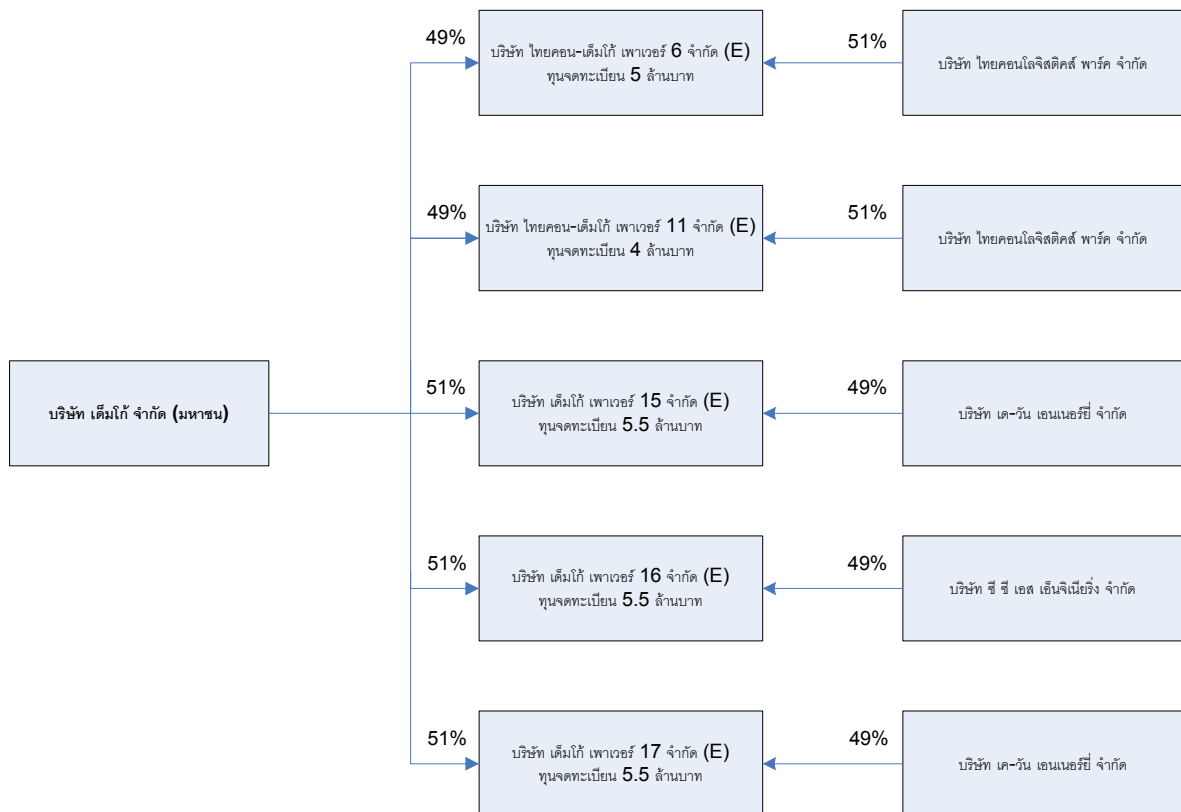 49%
บริษัท ไทยคอน-เด็มโก้ เพาเวอร์ 6 จำกัด (E)
ทุนจดทะเบียน 5 ล้านบาท
51%
บริษัท ไทยคอนโลจิสติคส์ พาร์ค จำกัด
49%
บริษัท ไทยคอน-เด็มโก้ เพาเวอร์ 11 จำกัด (E)
ทุนจดทะเบียน 4 ล้านบาท
51%
บริษัท ไทยคอนโลจิสติคส์ พาร์ค จำกัด
บริษัท เด็มโก้ จำกัด (มหาชน)
51%
บริษัท เด็มโก้ เพาเวอร์ 15 จำกัด (E)
ทุนจดทะเบียน 5.5 ล้านบาท
49%
บริษัท เด-วัน เอนเนอร์ยี่ จำกัด
51%
บริษัท เด็มโก้ เพาเวอร์ 16 จำกัด (E)
ทุนจดทะเบียน 5.5 ล้านบาท
49%
บริษัท ซี ซี เอส เอ็นจิเนียริ่ง จำกัด
51%
บริษัท เด็มโก้ เพาเวอร์ 17 จำกัด (E)
ทุนจดทะเบียน 5.5 ล้านบาท
49%
บริษัท เค-วัน เอนเนอร์ยี่ จำกัด